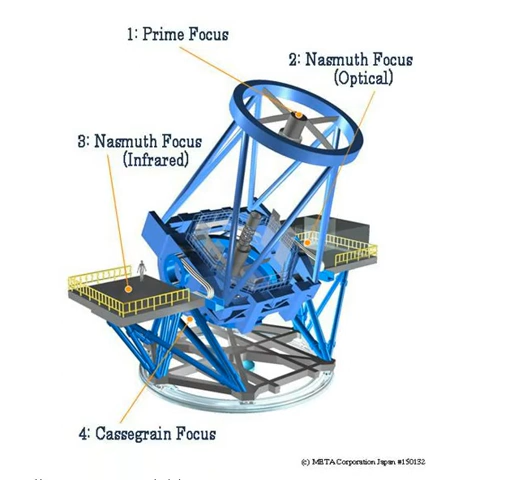 1: Prime Focus
2: Nasmuth Focus
(Optical)
3: Nasmuth Focus
(Infrared)
4: Cassegrain Focus
(c) META Corporation Japan #150132